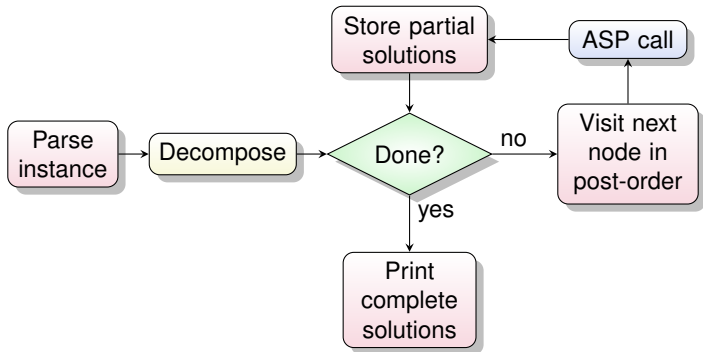 Store partial
solutions
ASP call
Parse
instance
Decompose
Done?
no
Visit next
node in
post-order
yes
Print
complete
solutions